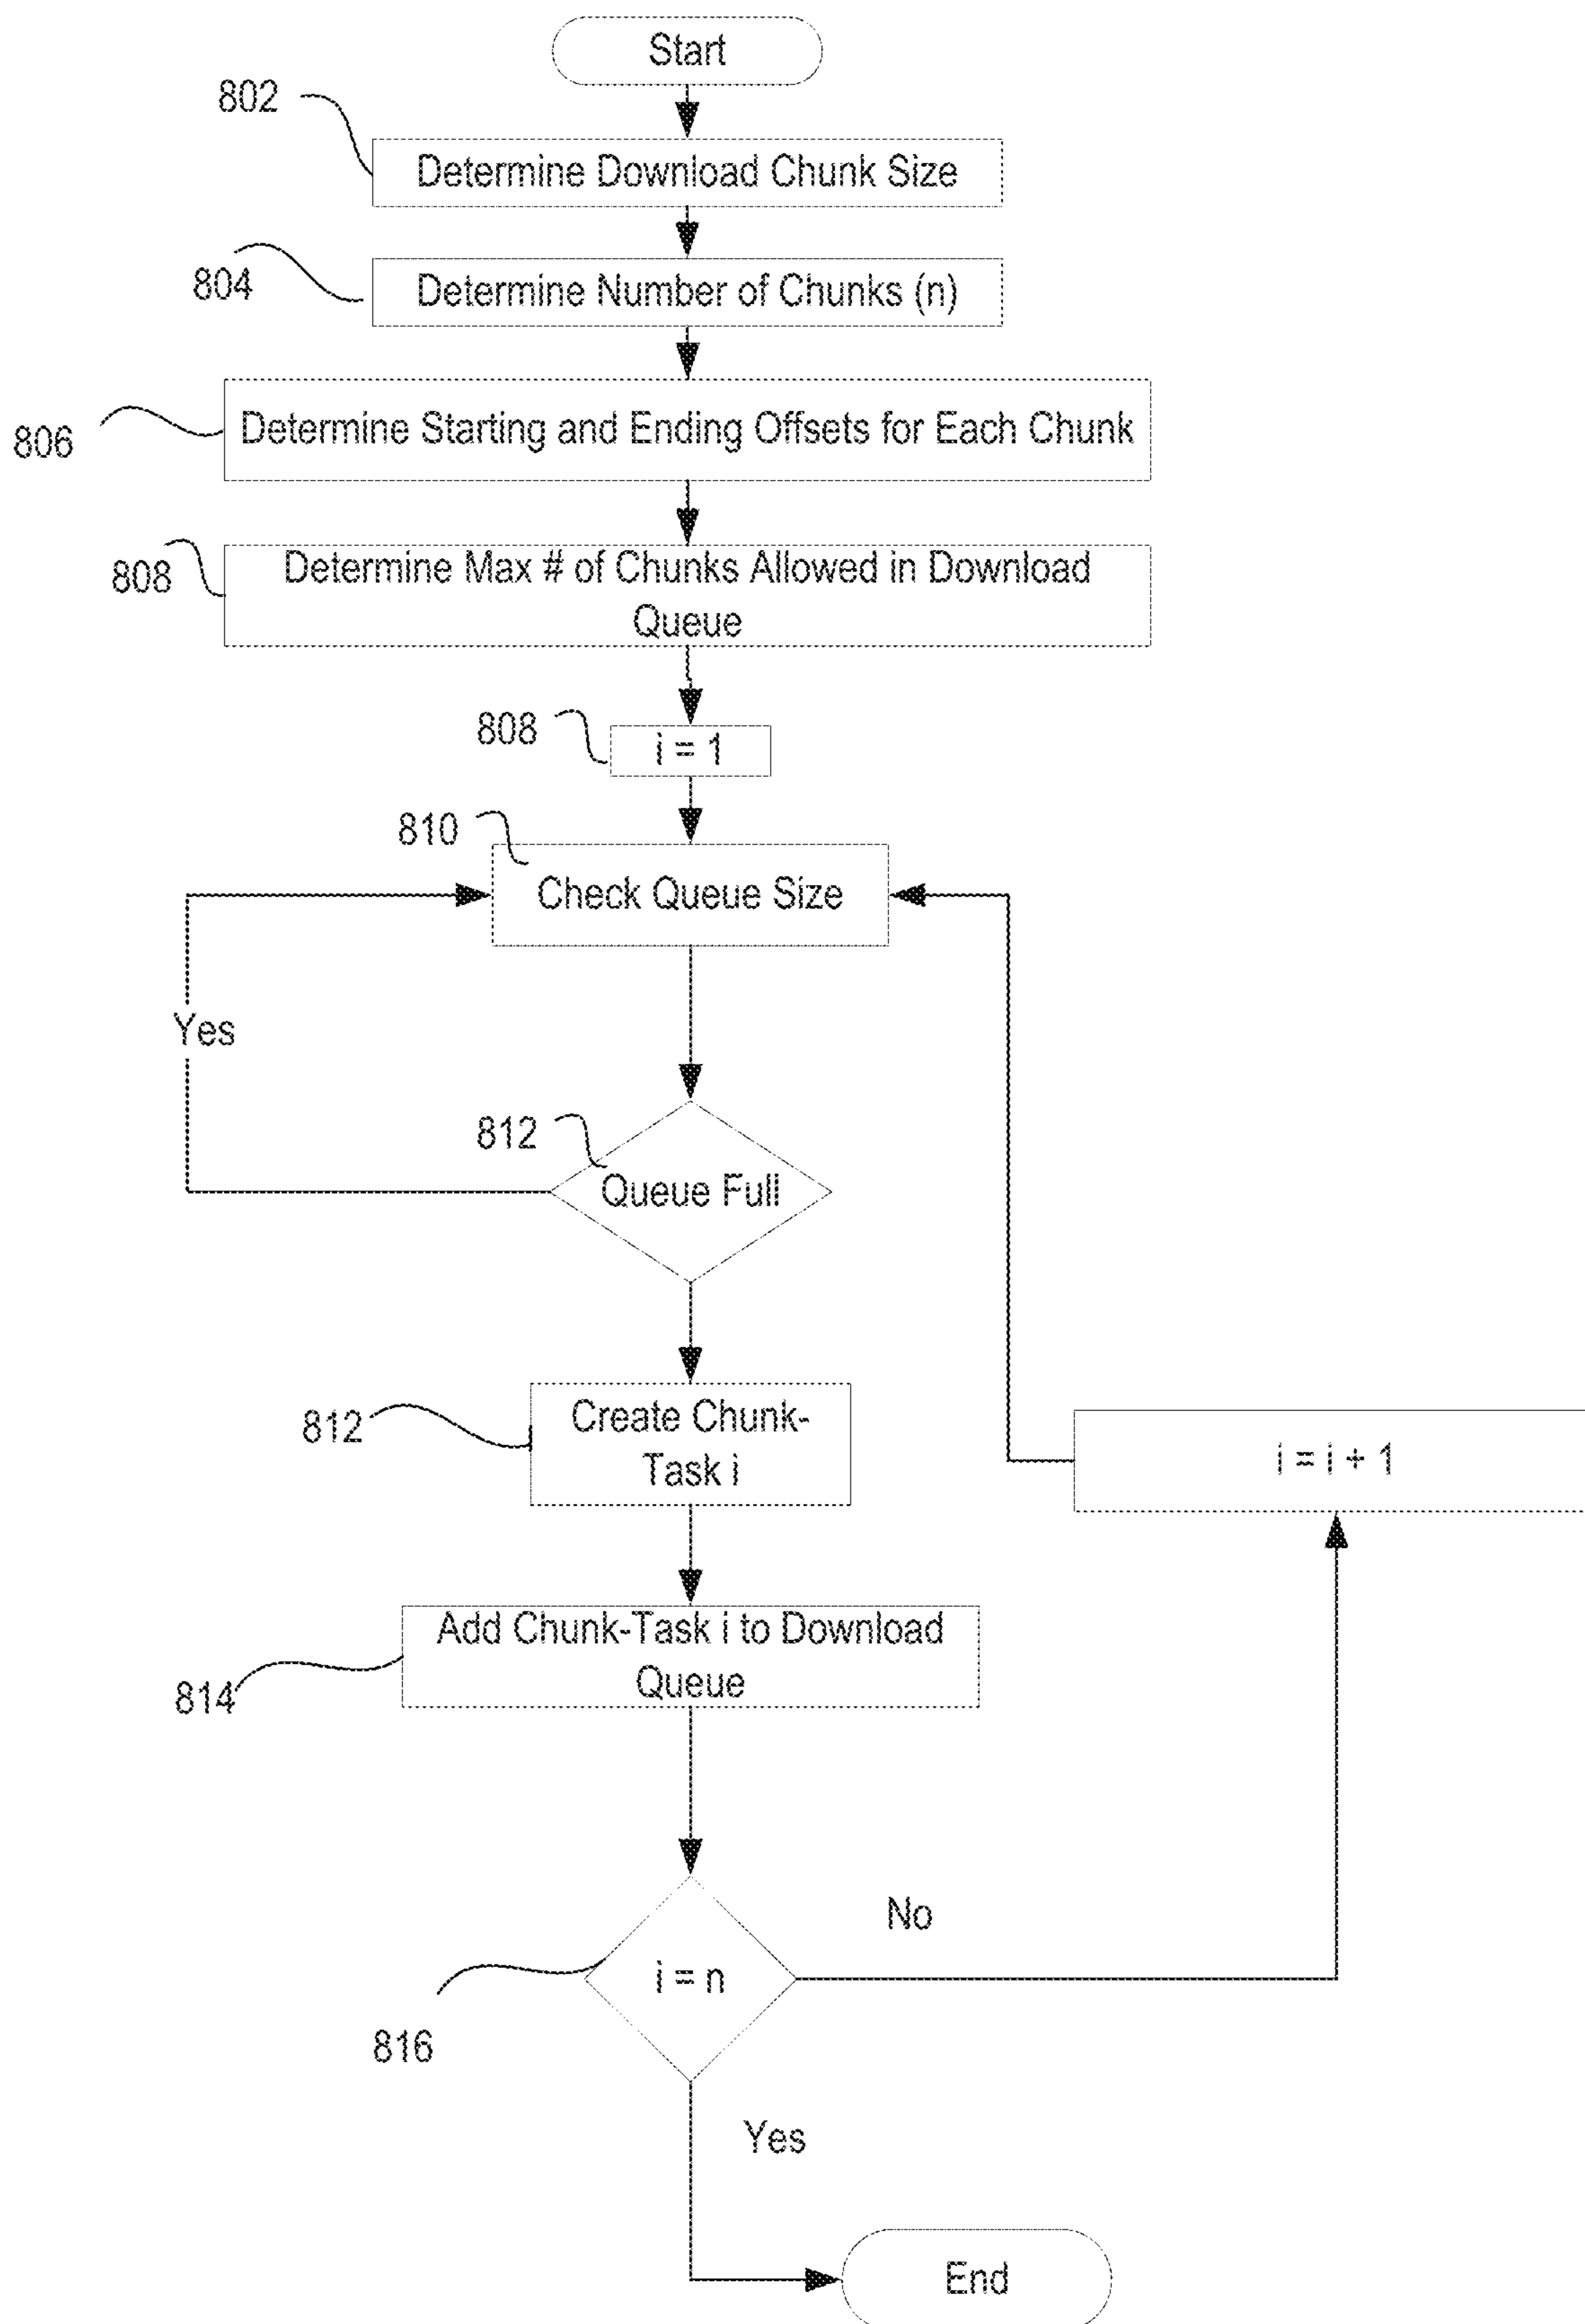 Start
802
Determine Download Chunk Size
804
Determine Number of Chunks (n)
806
Determine Starting and Ending Offsets for Each Chunk
808
Determine Max # of Chunks Allowed in Download
Queue
808
i = 1
810
Check Queue Size
Yes
812
Queue Full
812
Create Chunk-
Task i
i = i + 1
814
Add Chunk-Task i to Download
Queue
No
i = n
816
Yes
End